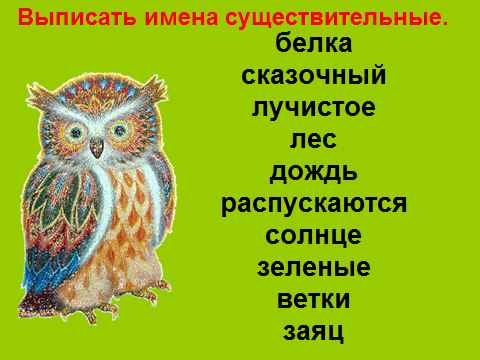 Выписать имена существительные.
белка
сказочный
лучистое
лес
дождь
распускаются
солнце
зеленые
ветки
заяц